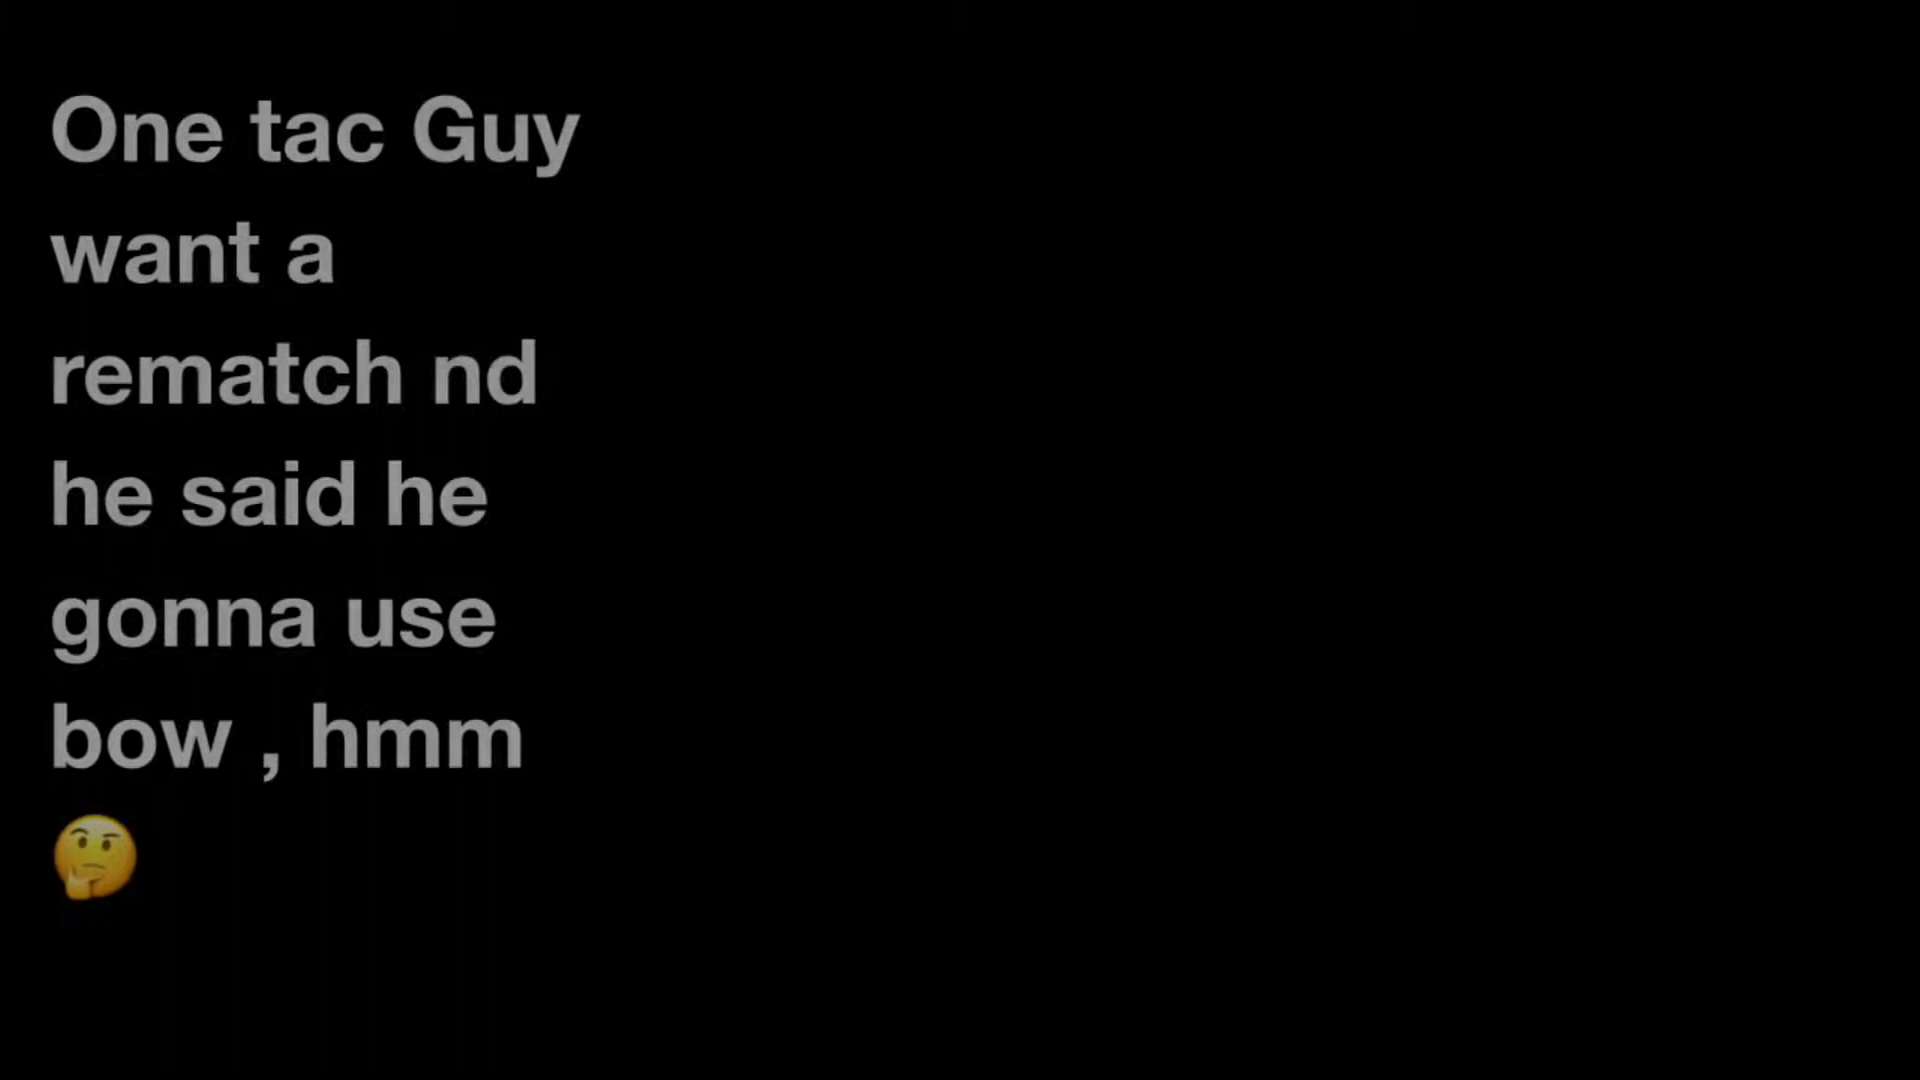 One tac Guy
want a
rematch nd
he said he
gonna use
bow , hmm
🤔